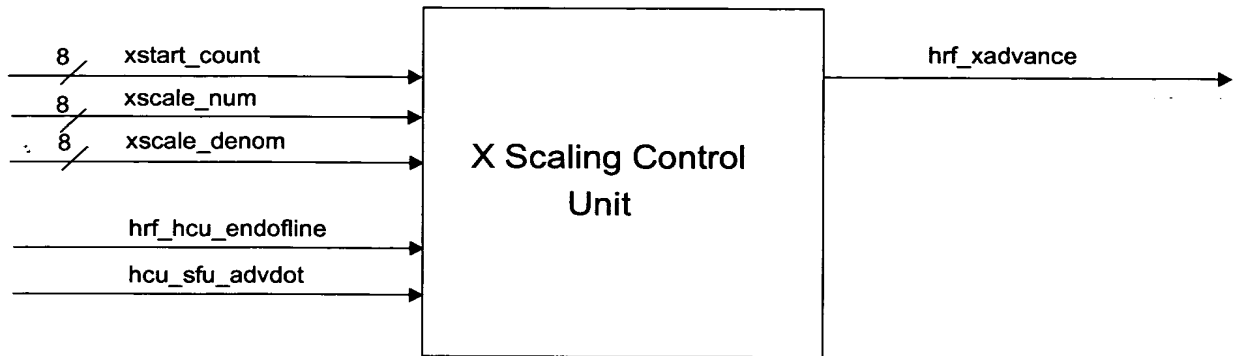 8 xstart_count
8 xscale_num
8 xscale_denom
hrf_hcu_endofline
hcu_sfu_advdot
X Scaling Control
Unit
hrf_xadvance